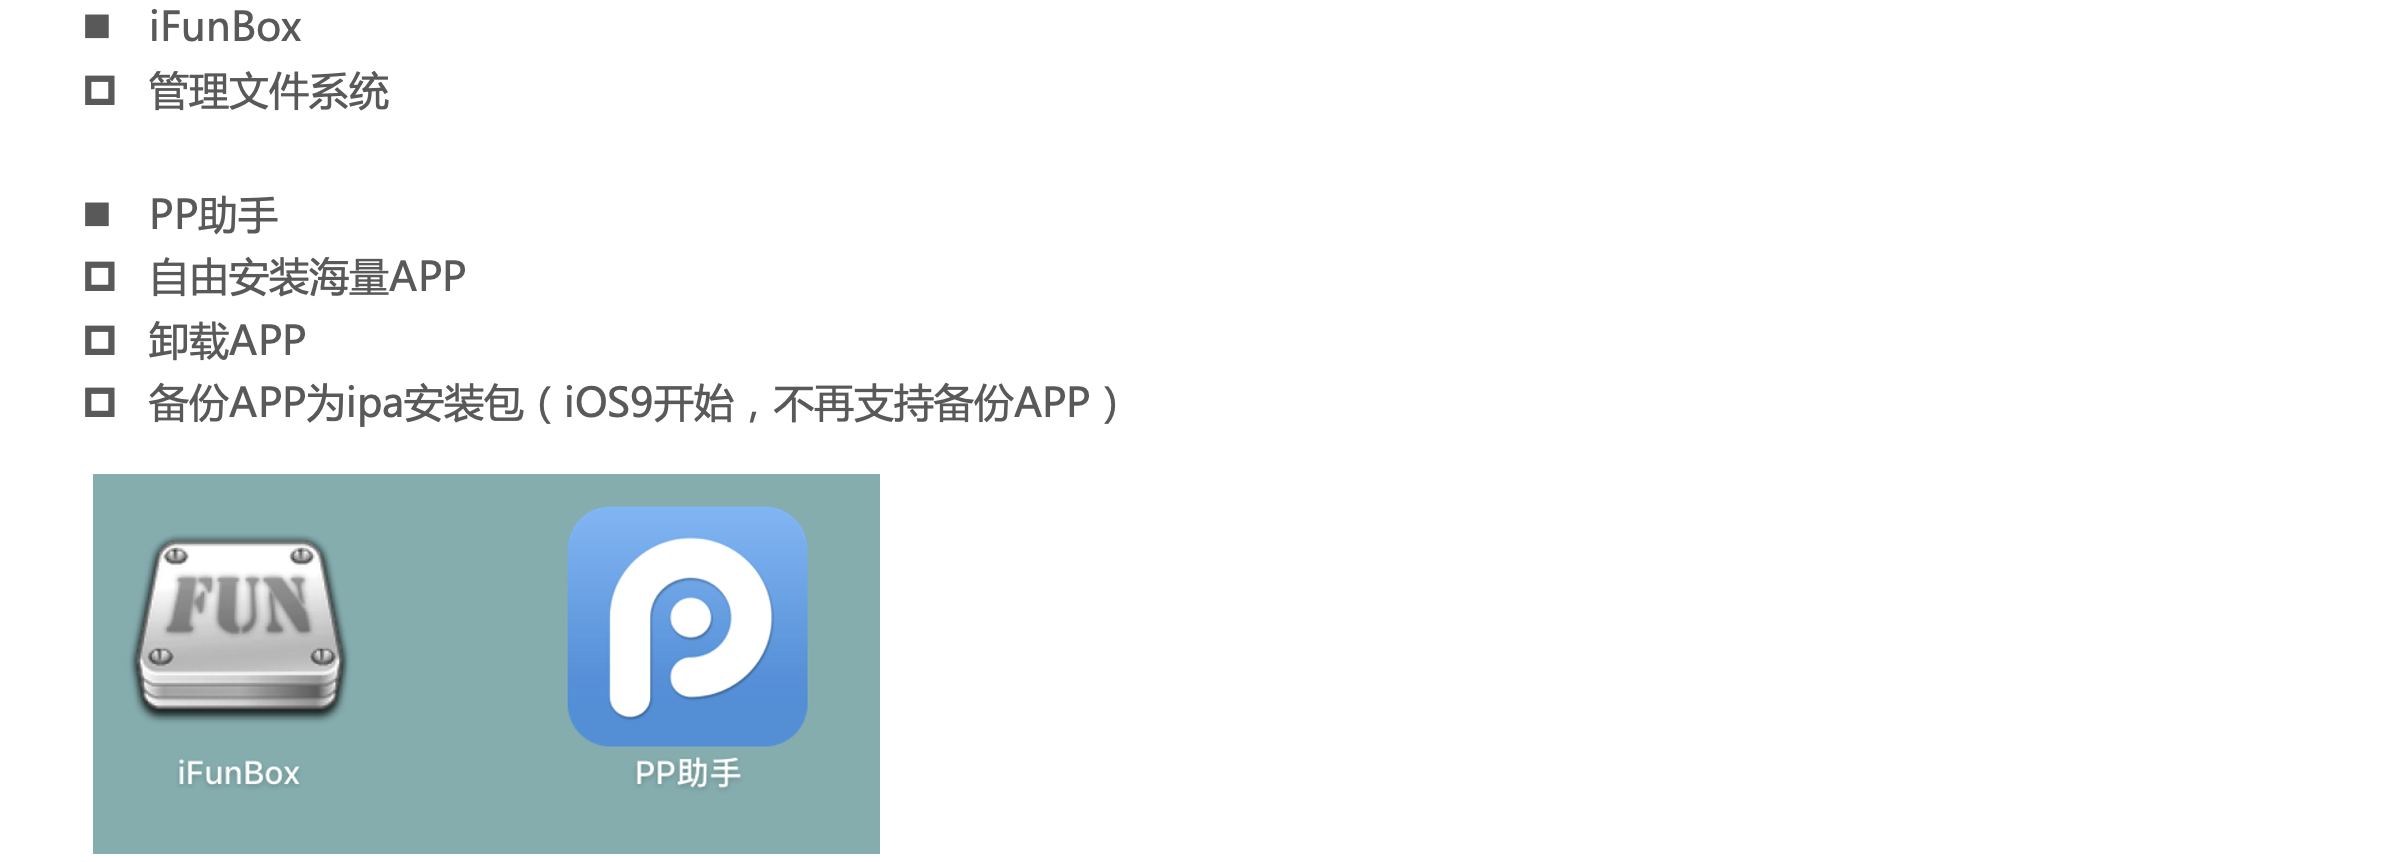 iFunBox
管理文件系统
PP助手
自由安装海量APP
卸载APP
备份APP为ipa安装包（iOS9开始，不再支持备份APP）
FUN
iFunBox
PP助手